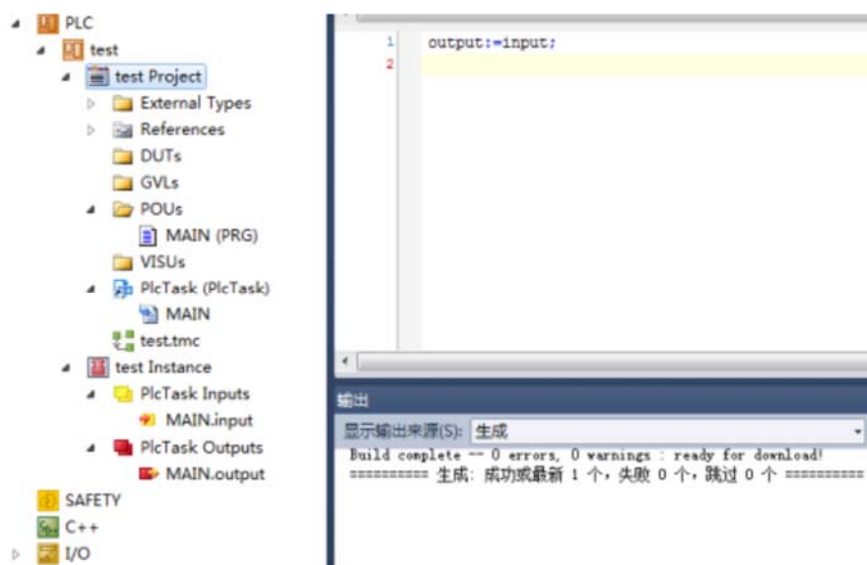 PLC
test
test Project
External Types
References
DUTs
GVLs
POUs
MAIN (PRG)
VISUs
PlcTask (PlcTask)
MAIN
test.tmc
test Instance
PlcTask Inputs
MAIN.input
PlcTask Outputs
MAIN.output
SAFETY
C++
I/O
1 output:=input;
2
输出
显示输出来源(S): 生成
Build complete -- 0 errors, 0 warnings : ready for download!
========== 生成: 成功或最新 1 个，失败 0 个，跳过 0 个 ==========